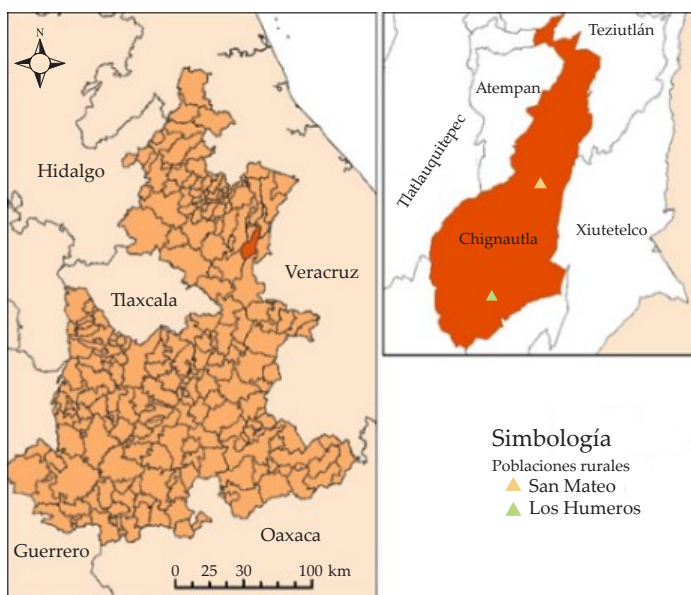 N
Hidalgo
Veracruz
Tlaxcala
Oaxaca
Guerrero
0 25 50 100 km
Teziutlán
Atempan
Tlatlauquitepec
Xiutetelco
Chignautla
Simbología
Poblaciones rurales
San Mateo
Los Humeros